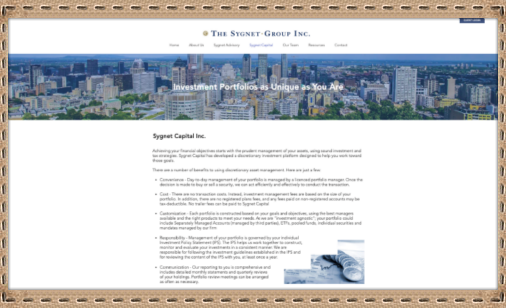 THE SYGNET GROUP INC.
Home About Us Sygnet Advisory Sygnet Capital Our Team Resources Contact
Investment Portfolios as Unique as You Are
Sygnet Capital Inc.
Achieving your financial objectives starts with the prudent management of your assets, using sound investment and
tax strategies. Sygnet Capital has developed a discretionary investment platform designed to help you work toward
those goals.
There are a number of benefits to using discretionary asset management. Here are just a few:
• Convenience - Day-to-day management of your portfolio is managed by a licensed portfolio manager. Once the
decision is made to buy or sell a security, we can act efficiently and effectively to conduct the transaction.
• Cost - There are no transaction costs. Instead, investment management fees are based on the size of your
portfolio. In addition, there are no registered plans fees, and any fees paid on non-registered accounts may be
tax deductible. No trailer fees can be paid to Sygnet Capital
• Customization - Each portfolio is constructed based on your goals and objectives, using the best managers
available and the right products to meet your needs. As we are "investment agnostic", your portfolio could
include Separately Managed Accounts (managed by third parties), ETFs, pooled funds, individual securities and
mandates managed by our firm
• Responsibility - Management of your portfolio is governed by your individual
Investment Policy Statement (IPS). The IPS helps us work together to construct,
monitor and evaluate your investments in a consistent manner. We are
responsible for following the investment guidelines established in the IPS and
for reviewing the content of the IPS with you, at least once a year.
• Communication - Our reporting to you is comprehensive and
includes detailed monthly statements and quarterly reviews
of your holdings. Portfolio review meetings can be arranged
as often as necessary.